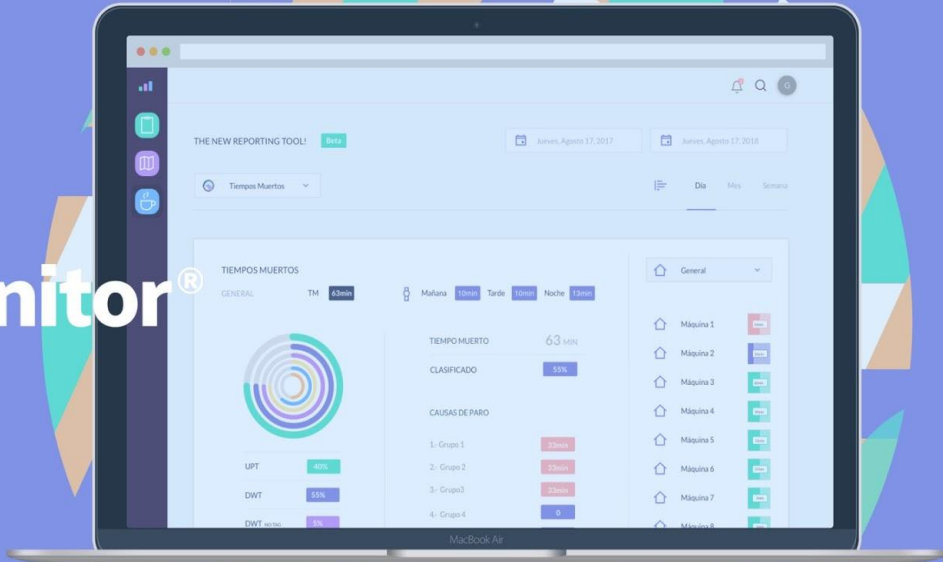 THE NEW REPORTING TOOL! Beta
Jueves, Agosto 17, 2017
Jueves, Agosto 17, 2018
Tiempos Muertos
Día Mes Semana
nitor®
TIEMPOS MUERTOS
General
GENERAL TM 63min Mañana 10min Tarde 10min Noche 13min
Máquina 1
TIEMPO MUERTO 63 MIN
Máquina 2
CLASIFICADO 55%
Máquina 3
CAUSAS DE PARO
Máquina 4
1.- Grupo 1 33min
Máquina 5
UPT 40%
2.- Grupo 2 33min
Máquina 6
DWT 55%
3.- Grupo3 33min
Máquina 7
DWT NO TAG 5%
4.- Grupo 4 0
Máquina 8
MacBook Air
G